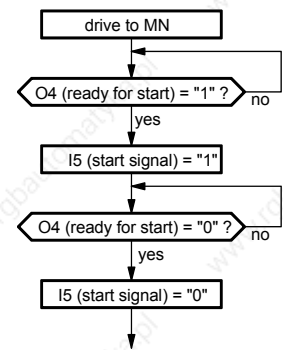 drive to MN
O4 (ready for start) = "1" ?
no
yes
I5 (start signal) = "1"
O4 (ready for start) = "0" ?
no
yes
I5 (start signal) = "0"